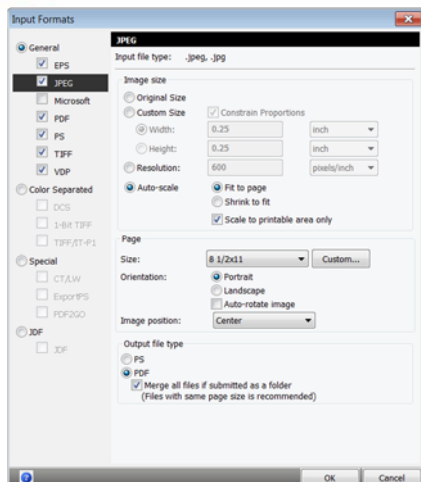 Input Formats
General
EPS
JPEG
Microsoft
PDF
PS
TIFF
VDP
Color Separated
DCS
1-Bit TIFF
TIFF/IT-P1
Special
CT/LW
ExportPS
PDF2GO
JDF
JDF
JPEG
Input file type: .jpeg, .jpg
Image size
Original Size
Custom Size Constrain Proportions
Width: 0.25 inch
Height: 0.25 inch
Resolution: 600 pixels/inch
Auto-scale Fit to page
Shrink to fit
Scale to printable area only
Page
Size: 8 1/2x11 Custom...
Orientation: Portrait
Landscape
Auto-rotate image
Image position: Center
Output file type
PS
PDF
Merge all files if submitted as a folder
(Files with same page size is recommended)
OK Cancel